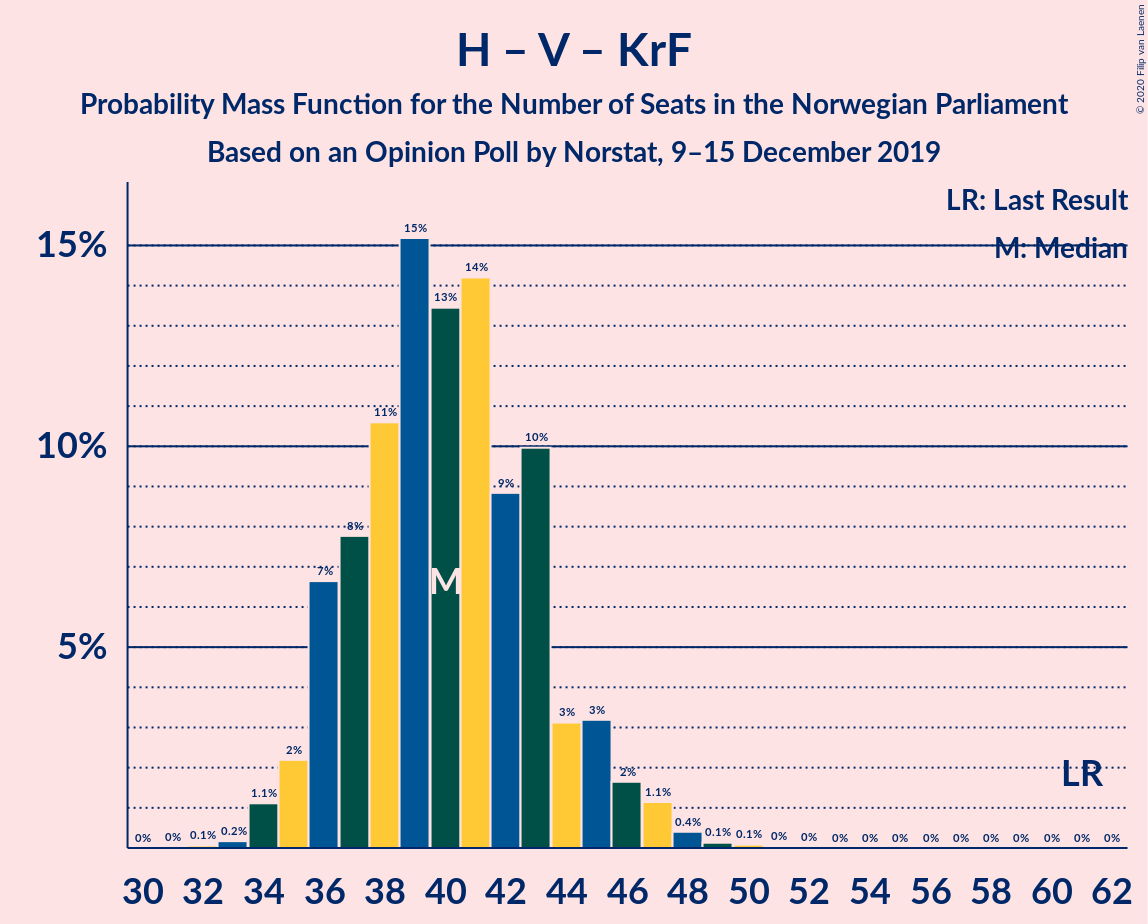 H – V – KrF
Probability Mass Function for the Number of Seats in the Norwegian Parliament
Based on an Opinion Poll by Norstat, 9–15 December 2019
© 2020 Filip van Laenen
LR: Last Result
M: Median
15%
10%
5%
0% 0% 0.1% 0.2% 1.1% 2% 7% 8% 11% 15% 13% 14% 9% 10% 3% 3% 2% 1.1% 0.4% 0.1% 0.1% 0% 0% 0% 0% 0% 0% 0% 0% 0% 0% 0% 0%
M
LR
30 32 34 36 38 40 42 44 46 48 50 52 54 56 58 60 62